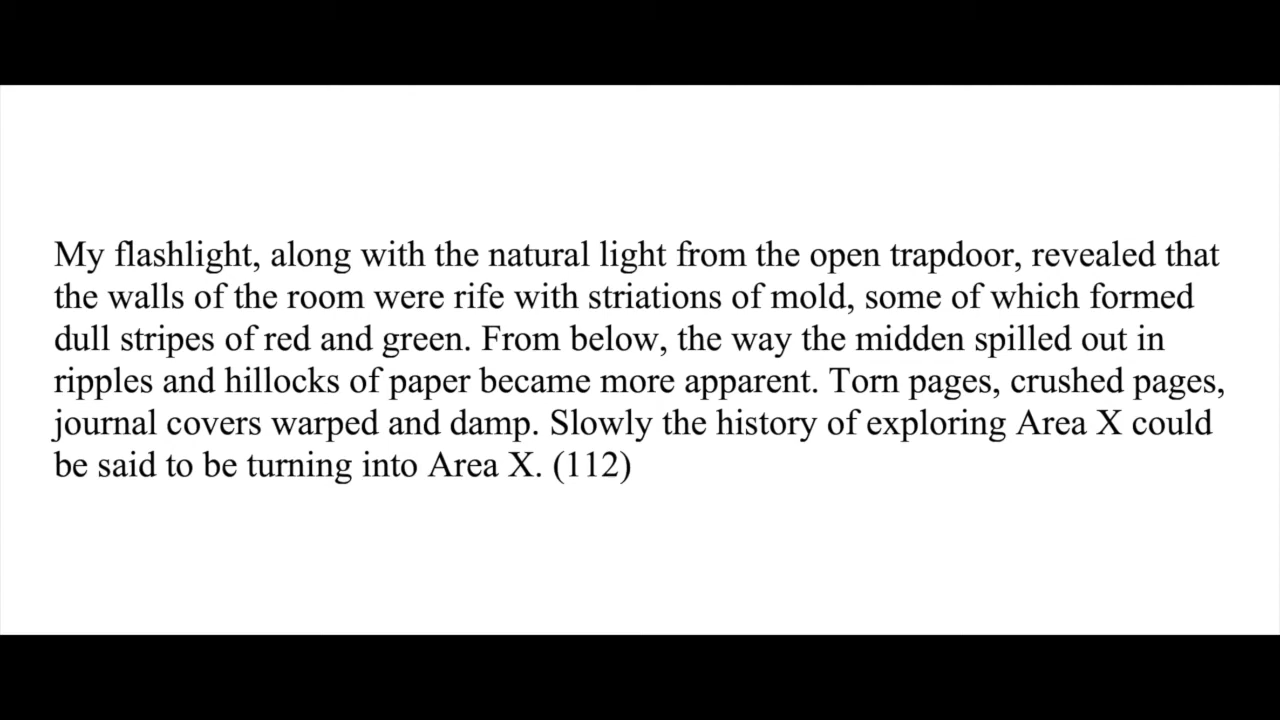 My flashlight, along with the natural light from the open trapdoor, revealed that
the walls of the room were rife with striations of mold, some of which formed
dull stripes of red and green. From below, the way the midden spilled out in
ripples and hillocks of paper became more apparent. Torn pages, crushed pages,
journal covers warped and damp. Slowly the history of exploring Area X could
be said to be turning into Area X. (112)